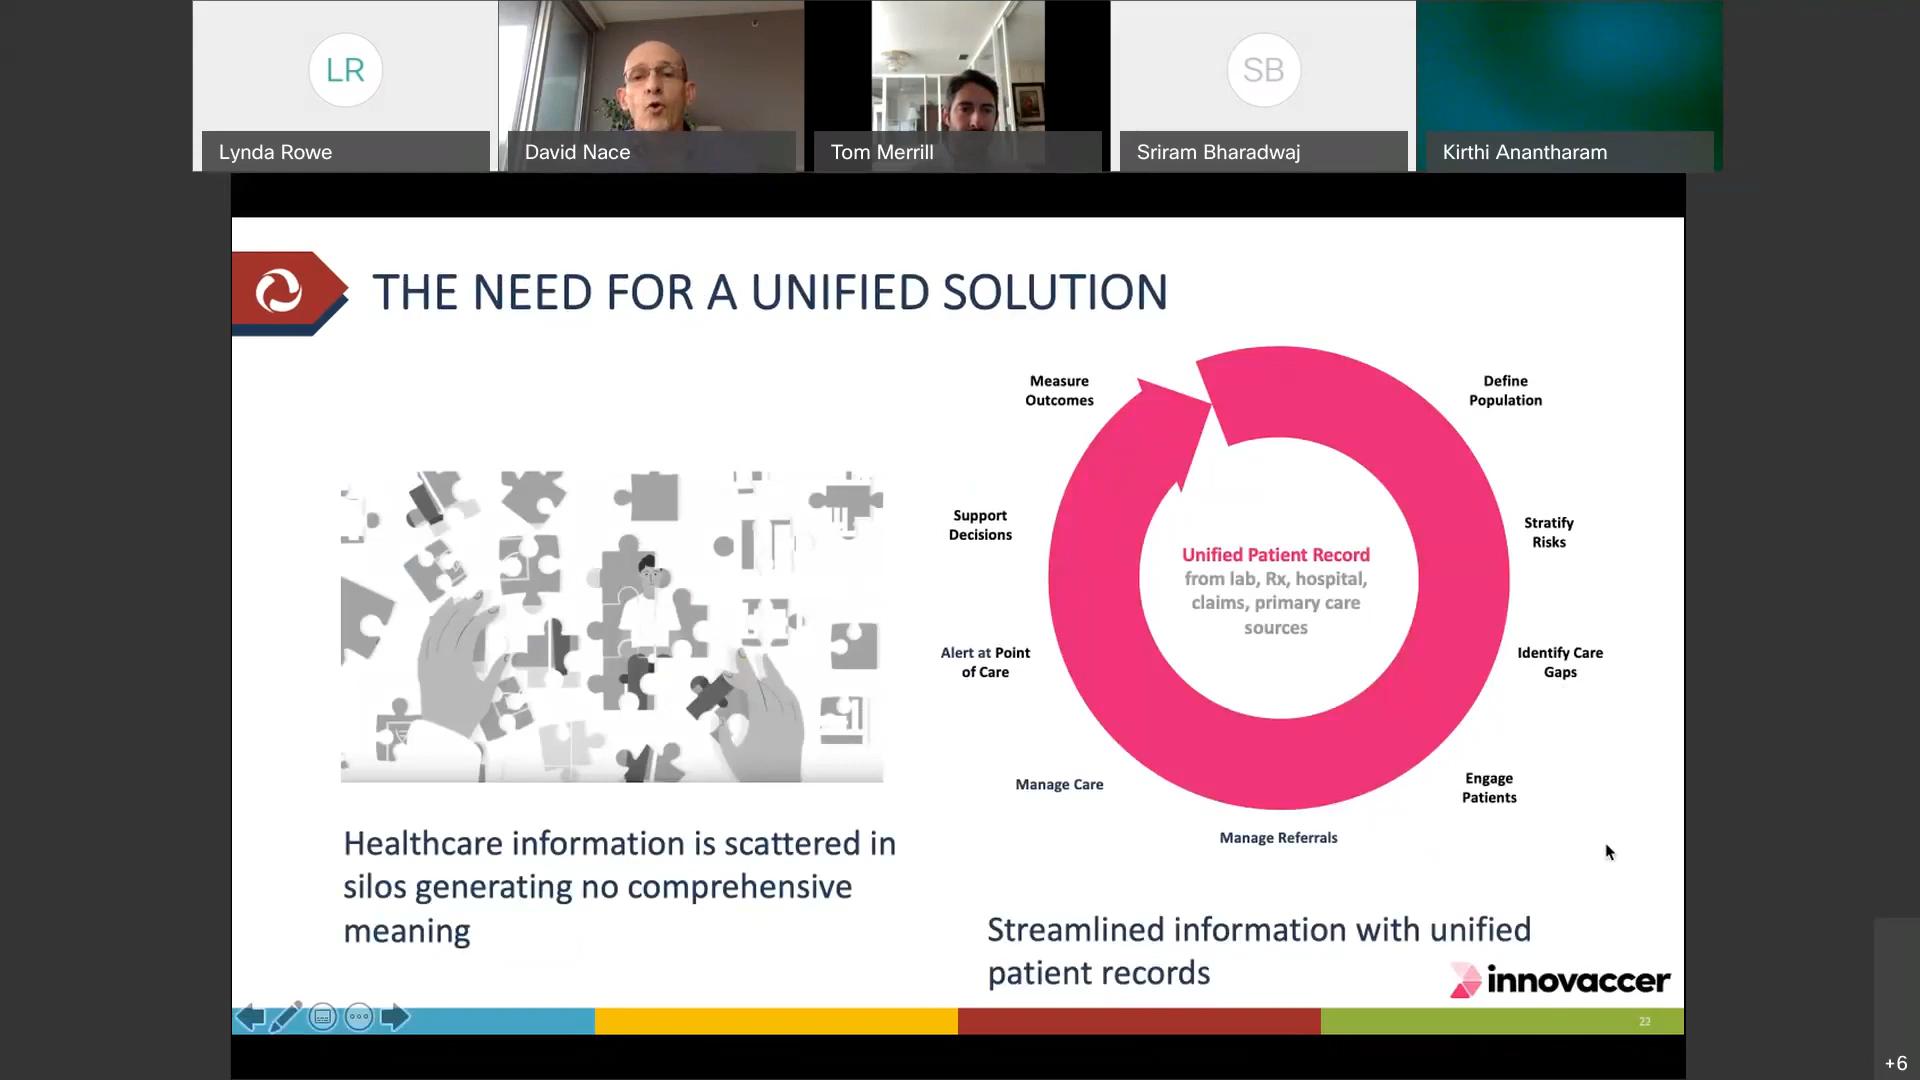 LR
SB
Lynda Rowe
David Nace
Tom Merrill
Sriram Bharadwaj
Kirthi Anantharam
THE NEED FOR A UNIFIED SOLUTION
Measure
Outcomes
Define
Population
Support
Decisions
Stratify
Risks
Unified Patient Record
from lab, Rx, hospital,
claims, primary care
sources
Alert at Point
of Care
Identify Care
Gaps
Manage Care
Engage
Patients
Manage Referrals
Healthcare information is scattered in
silos generating no comprehensive
meaning
Streamlined information with unified
patient records
innovaccer
22
+6